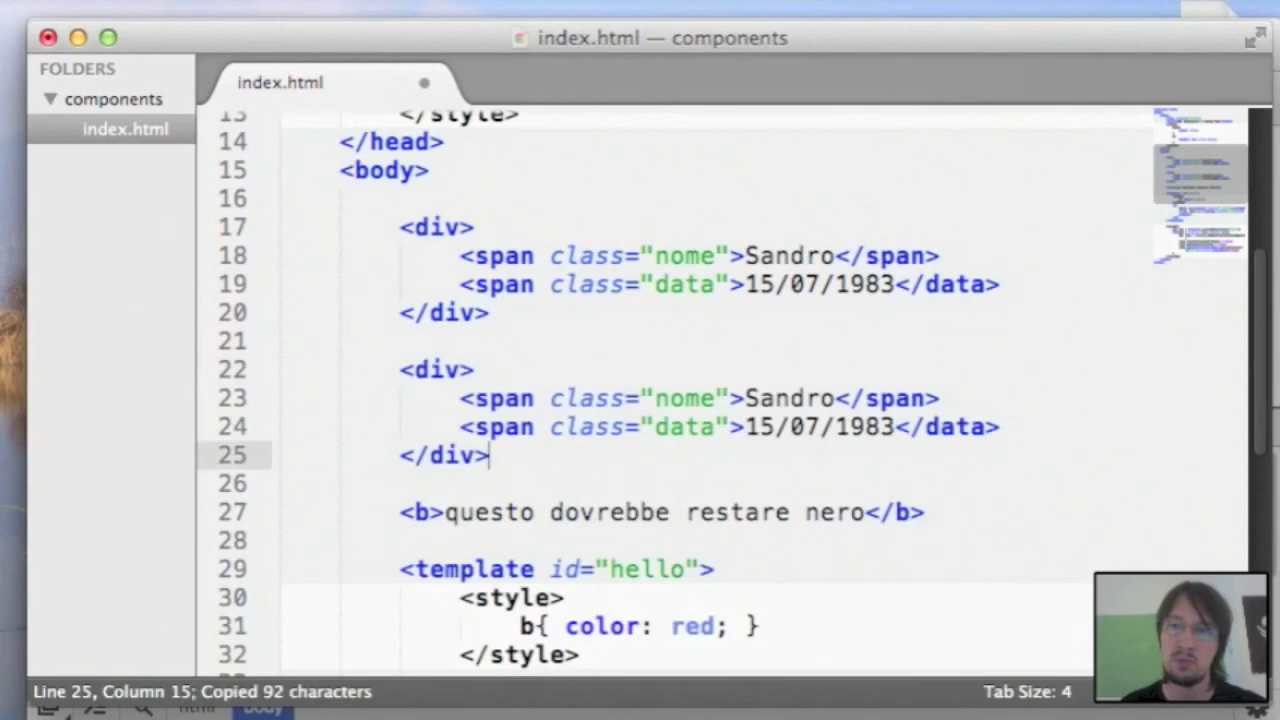 index.html — components
FOLDERS
components
index.html
index.html
13 </style>
14 </head>
15 <body>
16
17 <div>
18 <span class="nome">Sandro</span>
19 <span class="data">15/07/1983</data>
20 </div>
21
22 <div>
23 <span class="nome">Sandro</span>
24 <span class="data">15/07/1983</data>
25 </div>
26
27 <b>questo dovrebbe restare nero</b>
28
29 <template id="hello">
30 <style>
31 b{ color: red; }
32 </style>
Line 25, Column 15; Copied 92 characters
Tab Size: 4
html
body